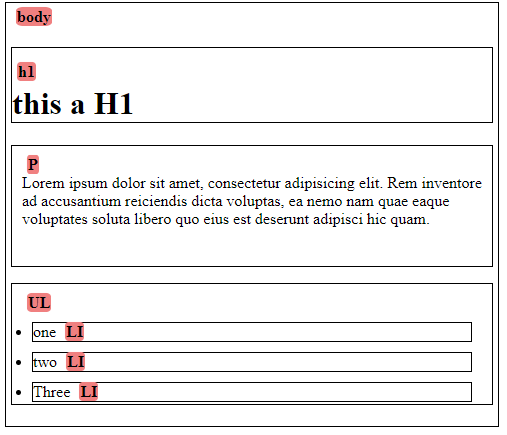 body
h1
this a H1
P
Lorem ipsum dolor sit amet, consectetur adipisicing elit. Rem inventore
ad accusantium reiciendis dicta voluptas, ea nemo nam quae eaque
voluptates soluta libero quo eius est deserunt adipisci hic quam.
UL
one LI
two LI
Three LI